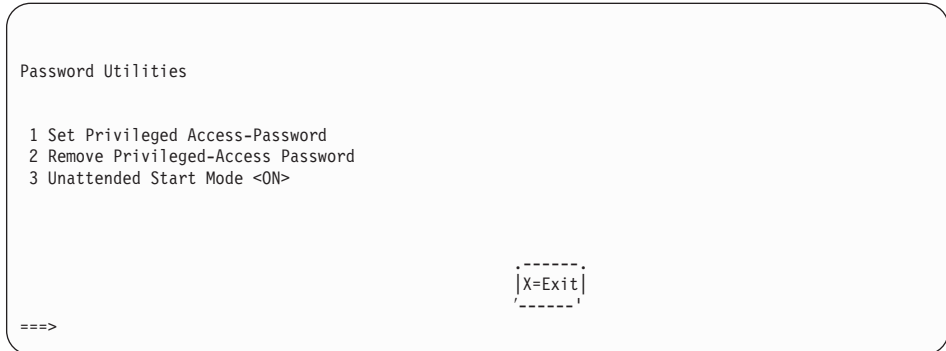 Password Utilities
1 Set Privileged Access-Password
2 Remove Privileged-Access Password
3 Unattended Start Mode <ON>
X=Exit
===>